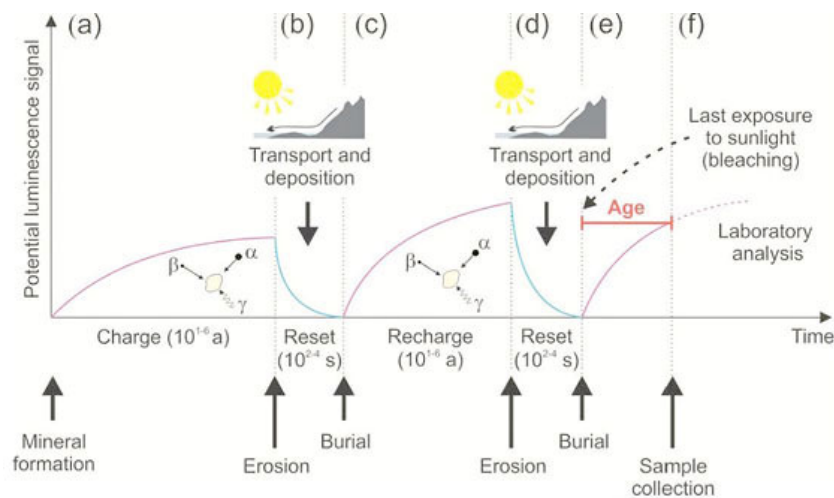 (a)
(b)
(c)
(d)
(e)
(f)
Potential luminescence signal
Transport and
deposition
Transport and
deposition
Last exposure
to sunlight
(bleaching)
Age
Laboratory
analysis
β
α
γ
β
α
γ
Charge (10¹⁻⁶ a)
Reset
(10²⁻⁴ s)
Recharge
(10¹⁻⁶ a)
Reset
(10²⁻⁴ s)
Time
Mineral
formation
Erosion
Burial
Erosion
Burial
Sample
collection